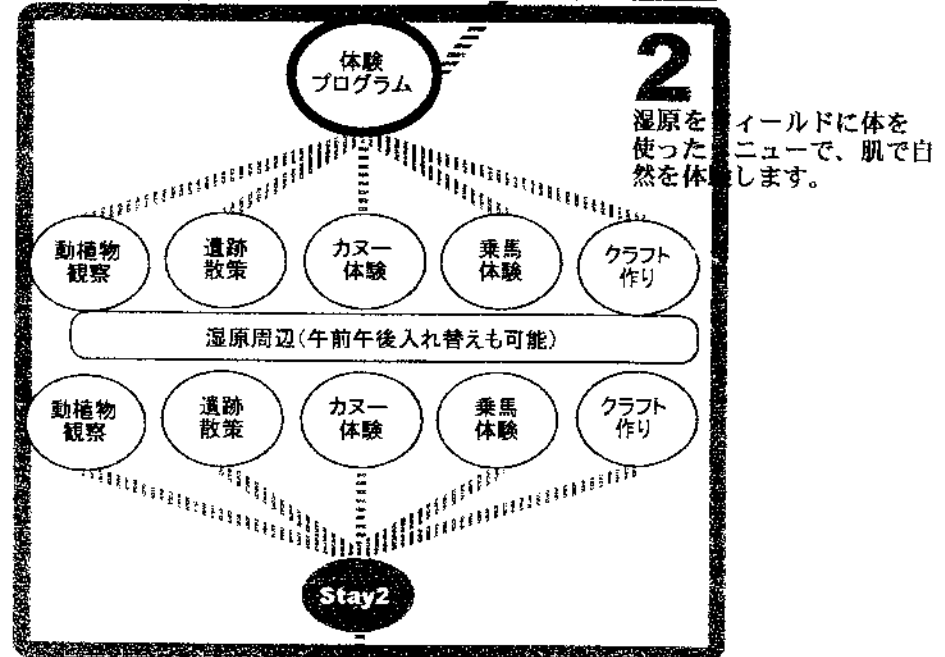 体験
プログラム
2
湿原を ィールドに体を
使った ニューで、肌で自
然を体験します。
動植物
観察
遺跡
散策
カヌー
体験
乗馬
体験
クラフト
作り
湿原周辺(午前午後入れ替えも可能)
動植物
観察
遺跡
散策
カヌー
体験
乗馬
体験
クラフト
作り
Stay2